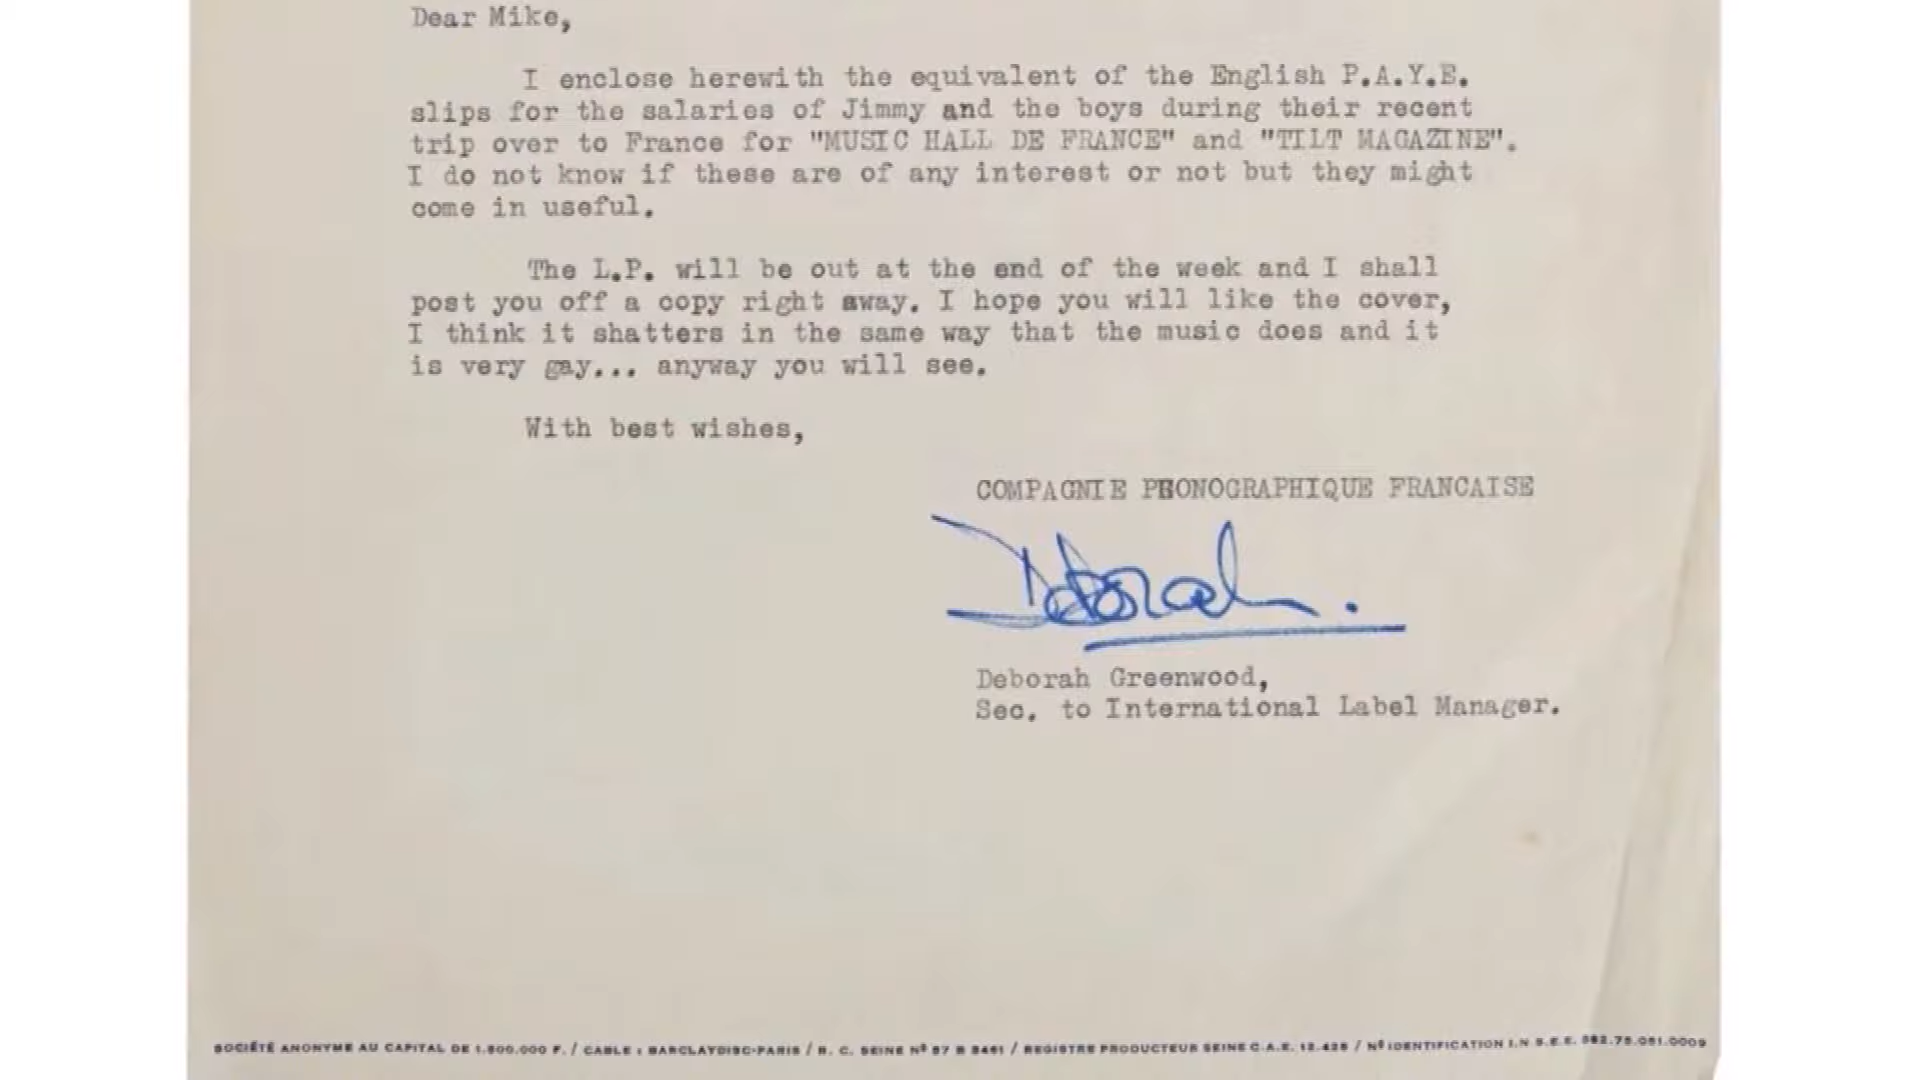 Dear Mike,
I enclose herewith the equivalent of the English P.A.Y.E.
slips for the salaries of Jimmy and the boys during their recent
trip over to France for "MUSIC HALL DE FRANCE" and "TILT MAGAZINE".
I do not know if these are of any interest or not but they might
come in useful.
The L.P. will be out at the end of the week and I shall
post you off a copy right away. I hope you will like the cover,
I think it shatters in the same way that the music does and it
is very gay... anyway you will see.
With best wishes,
COMPAGNIE PHONOGRAPHIQUE FRANCAISE
Deborah.
Deborah Greenwood,
Sec. to International Label Manager.
SOCIÉTÉ ANONYME AU CAPITAL DE 1.500.000 F. / CABLE : BARCLAYDISC-PARIS / R. C. SEINE Nº 57 B / REGISTRE PRODUCTEUR SEINE C.A.E. / Nº IDENTIFICATION I.N S.E.E.